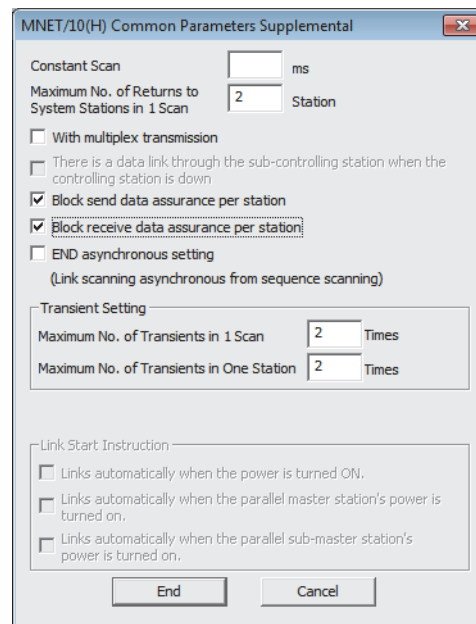 MNET/10(H) Common Parameters Supplemental
Constant Scan ms
Maximum No. of Returns to
System Stations in 1 Scan 2 Station
With multiplex transmission
There is a data link through the sub-controlling station when the
controlling station is down
Block send data assurance per station
Block receive data assurance per station
END asynchronous setting
(Link scanning asynchronous from sequence scanning)
Transient Setting
Maximum No. of Transients in 1 Scan 2 Times
Maximum No. of Transients in One Station 2 Times
Link Start Instruction
Links automatically when the power is turned ON.
Links automatically when the parallel master station's power is
turned on.
Links automatically when the parallel sub-master station's
power is turned on.
End Cancel